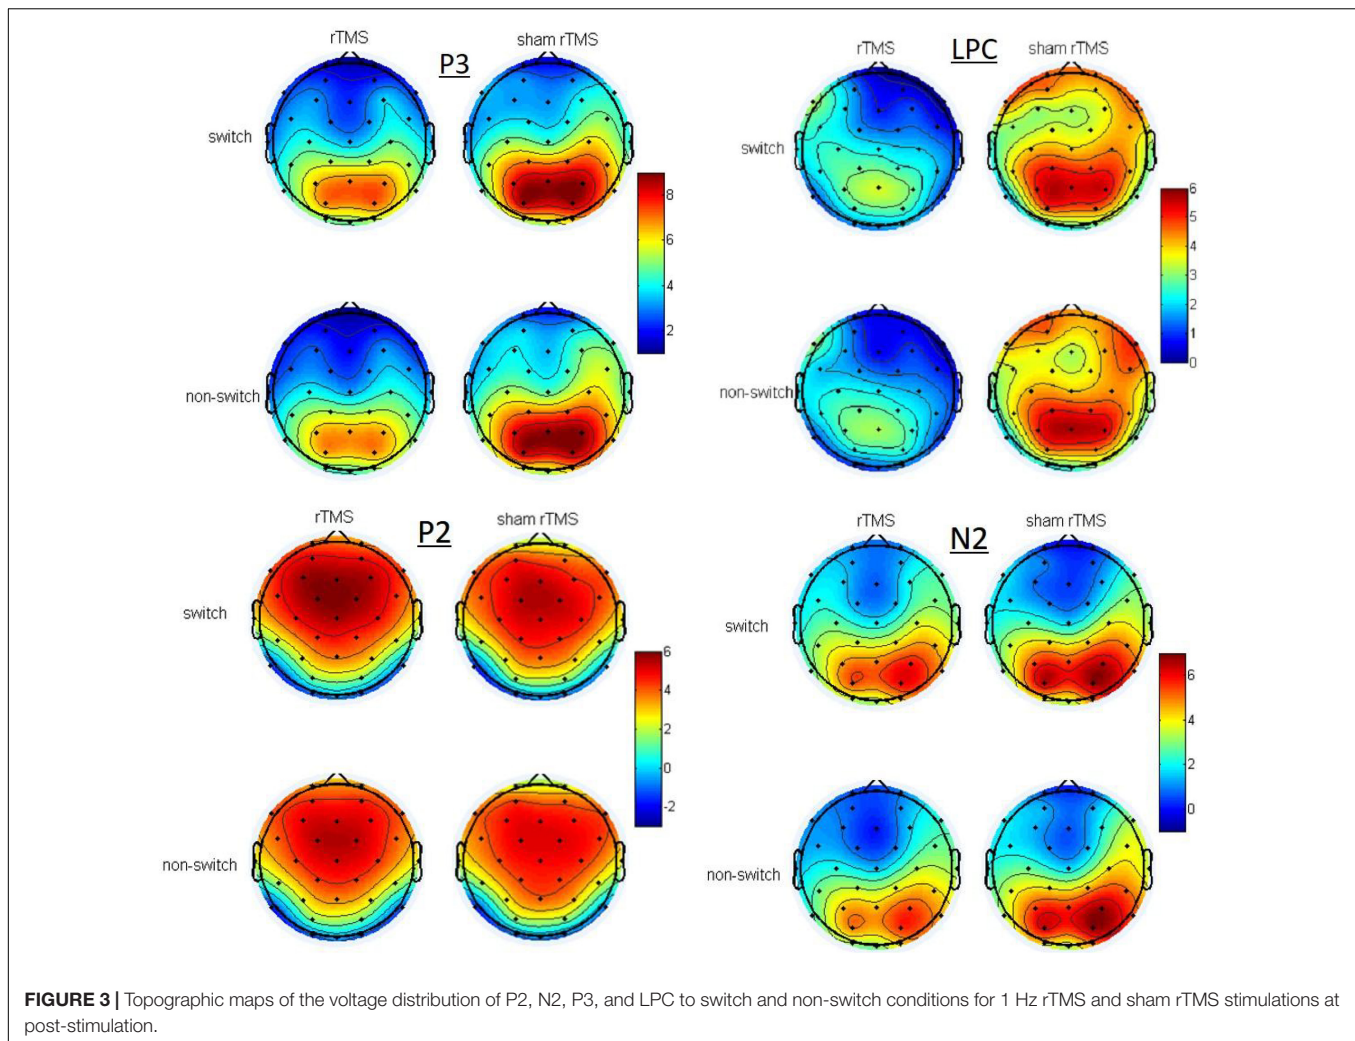 rTMS P3 sham rTMS
switch
8
6
4
2
non-switch
rTMS LPC sham rTMS
switch
6
5
4
3
2
1
0
non-switch
rTMS P2 sham rTMS
switch
6
4
2
0
-2
non-switch
rTMS N2 sham rTMS
switch
6
4
2
0
non-switch
FIGURE 3 | Topographic maps of the voltage distribution of P2, N2, P3, and LPC to switch and non-switch conditions for 1 Hz rTMS and sham rTMS stimulations at
post-stimulation.